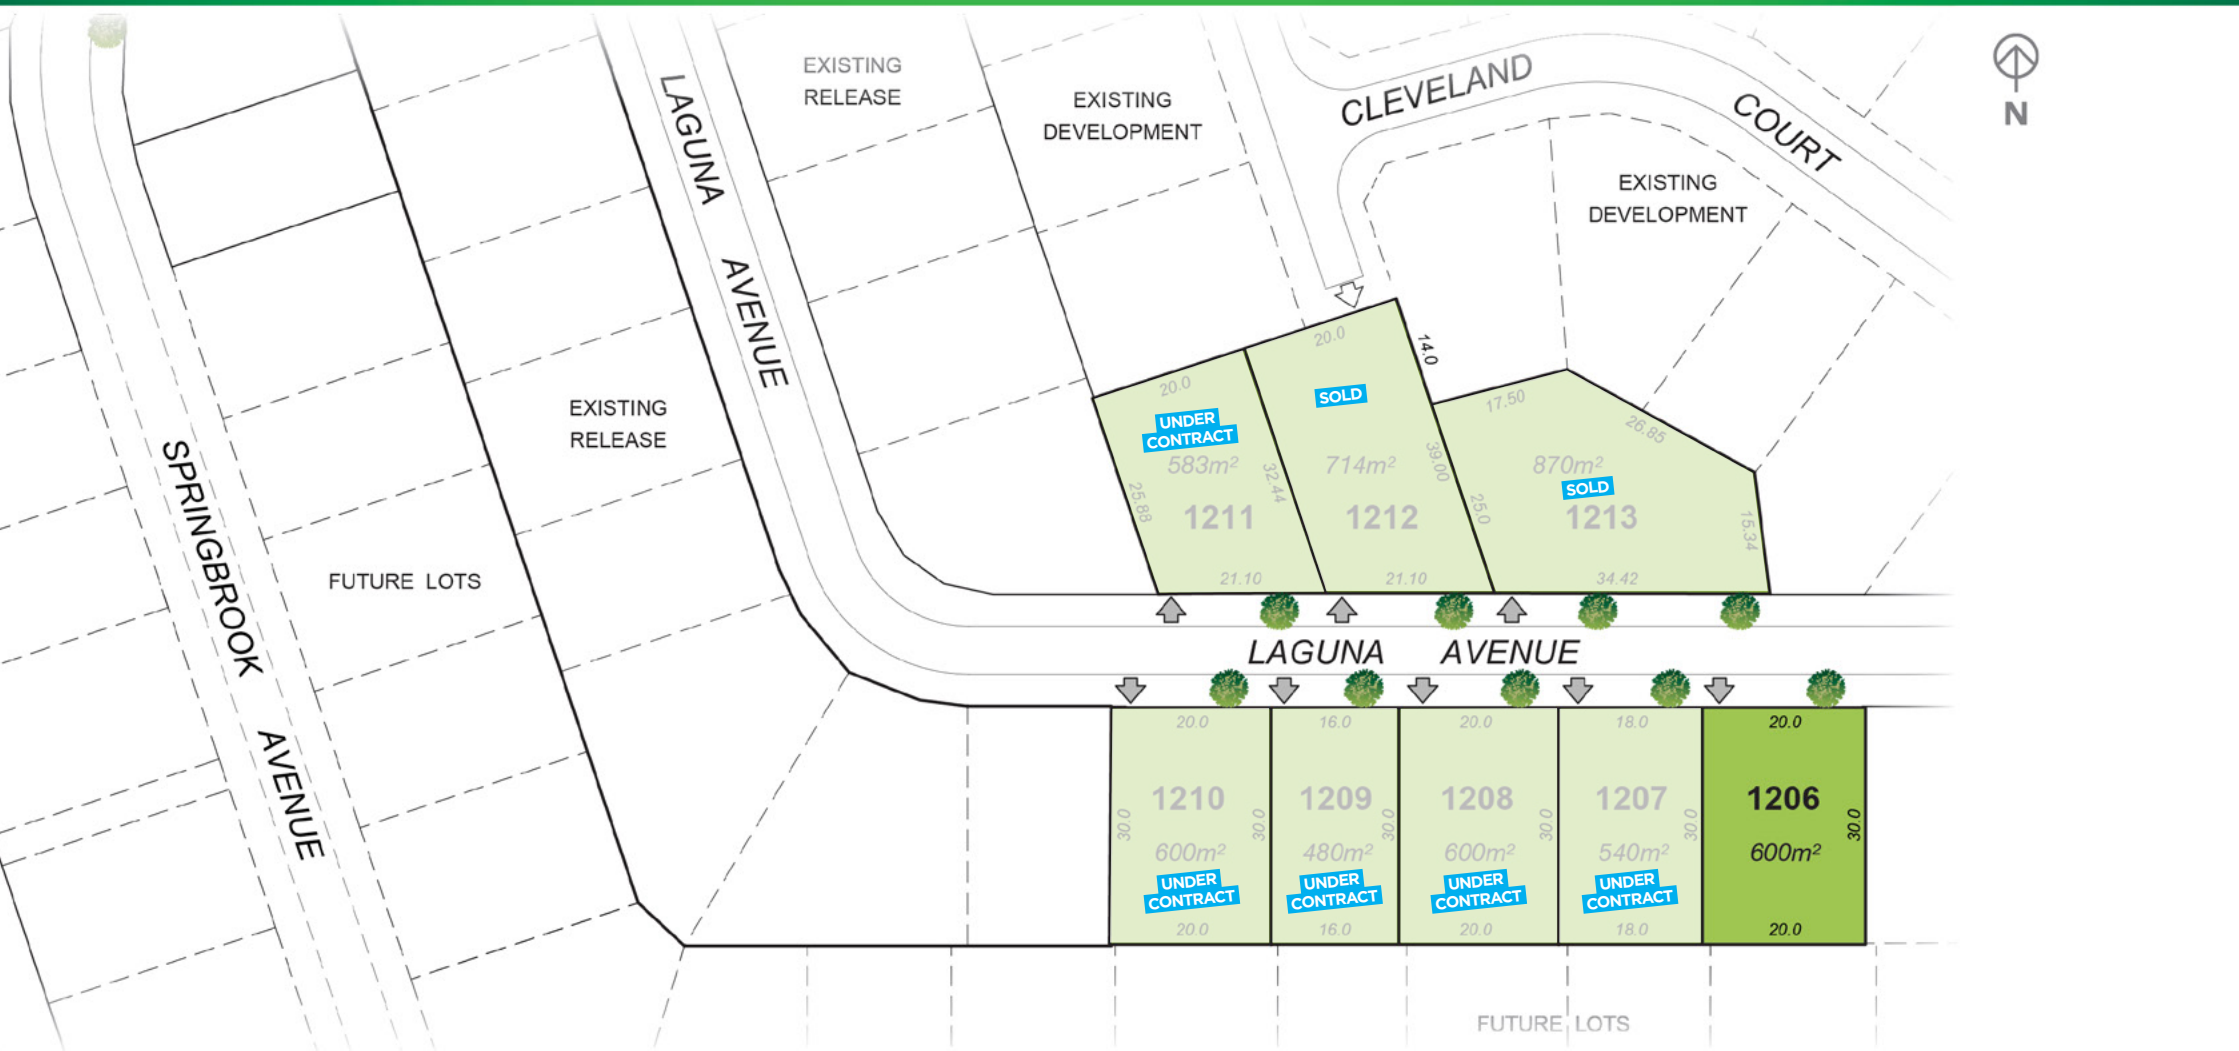 EXISTING
RELEASE
EXISTING
DEVELOPMENT
CLEVELAND
COURT
N
LAGUNA
AVENUE
EXISTING
DEVELOPMENT
EXISTING
RELEASE
SPRINGBROOK
AVENUE
FUTURE LOTS
20.0
UNDER
CONTRACT
583m²
25.88
32.44
1211
21.10
20.0
SOLD
714m²
14.0
39.00
1212
21.10
17.50
26.85
870m²
SOLD
25.0
1213
15.34
34.42
LAGUNA AVENUE
20.0
1210
30.0
30.0
600m²
UNDER
CONTRACT
20.0
16.0
1209
30.0
480m²
UNDER
CONTRACT
16.0
20.0
1208
30.0
600m²
UNDER
CONTRACT
20.0
18.0
1207
30.0
540m²
UNDER
CONTRACT
18.0
20.0
1206
30.0
600m²
20.0
FUTURE LOTS